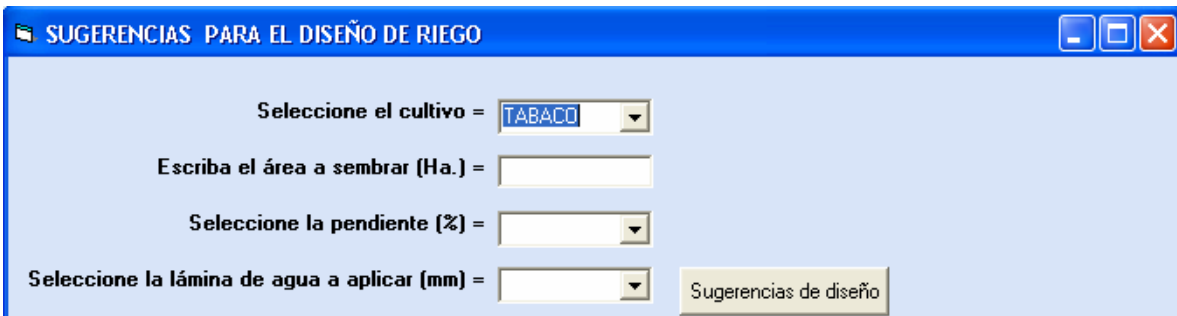 SUGERENCIAS PARA EL DISEÑO DE RIEGO
Seleccione el cultivo = TABACO
Escriba el área a sembrar (Ha.) =
Seleccione la pendiente (%) =
Seleccione la lámina de agua a aplicar (mm) = Sugerencias de diseño